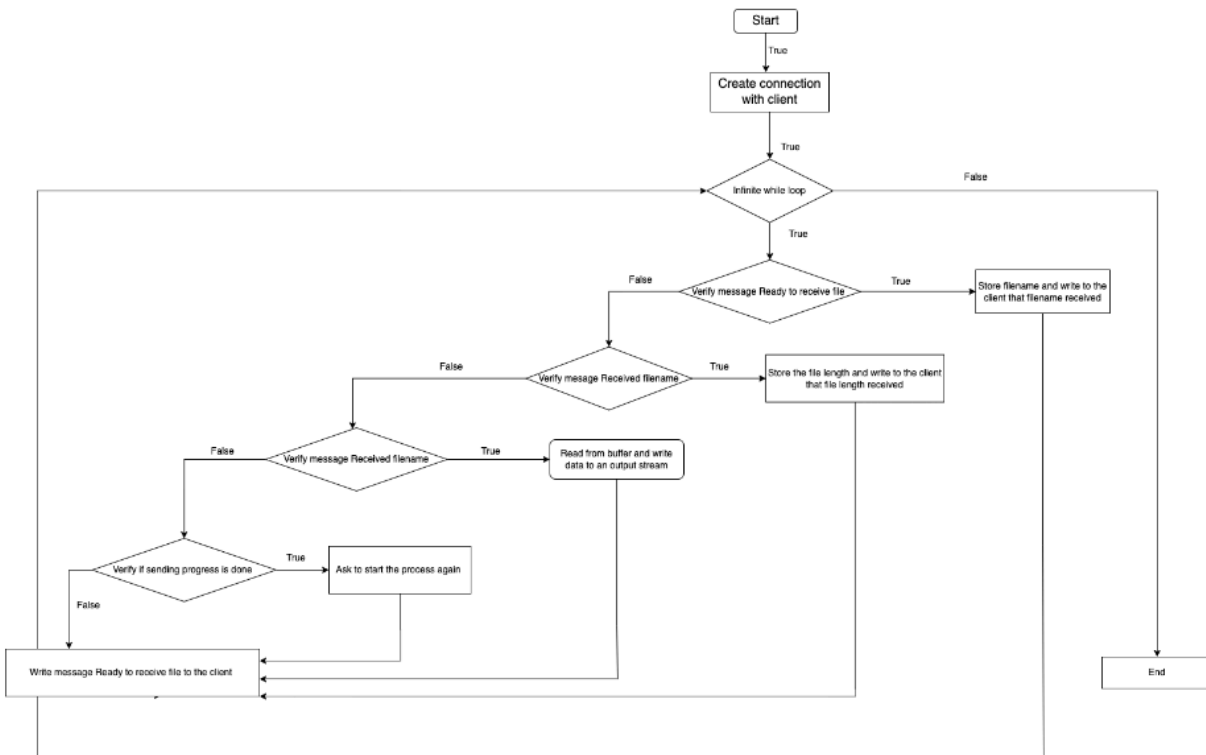 Start
True
Create connection
with client
True
Infinite while loop
False
True
False
Verify message Ready to receive file
True
Store filename and write to the
client that filename received
False
Verify mesage Received filename
True
Store the file length and write to the client
that file length received
False
Verify message Received filename
True
Read from buffer and write
data to an output stream
Verify if sending progress is done
True
Ask to start the process again
False
Write message Ready to receive file to the client
End